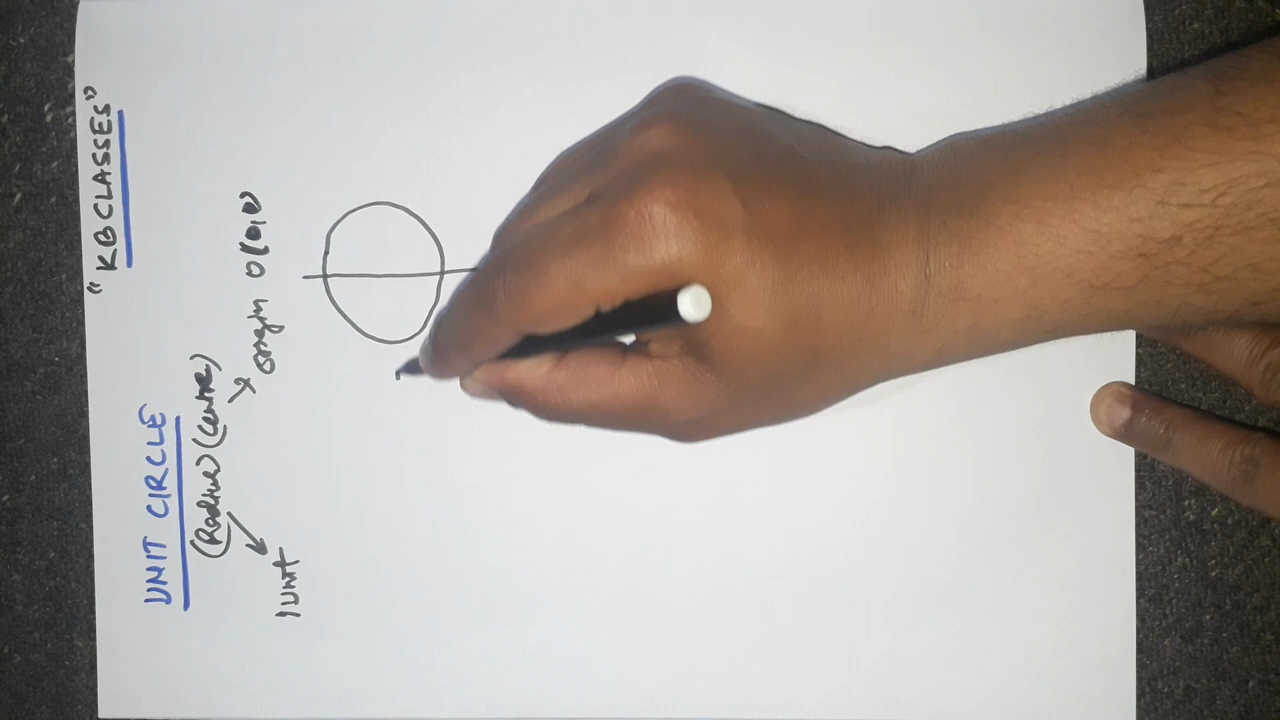 "KB CLASSES"
UNIT CIRCLE
(Radius) (Centre)
1 Unit
origin O(0,0)